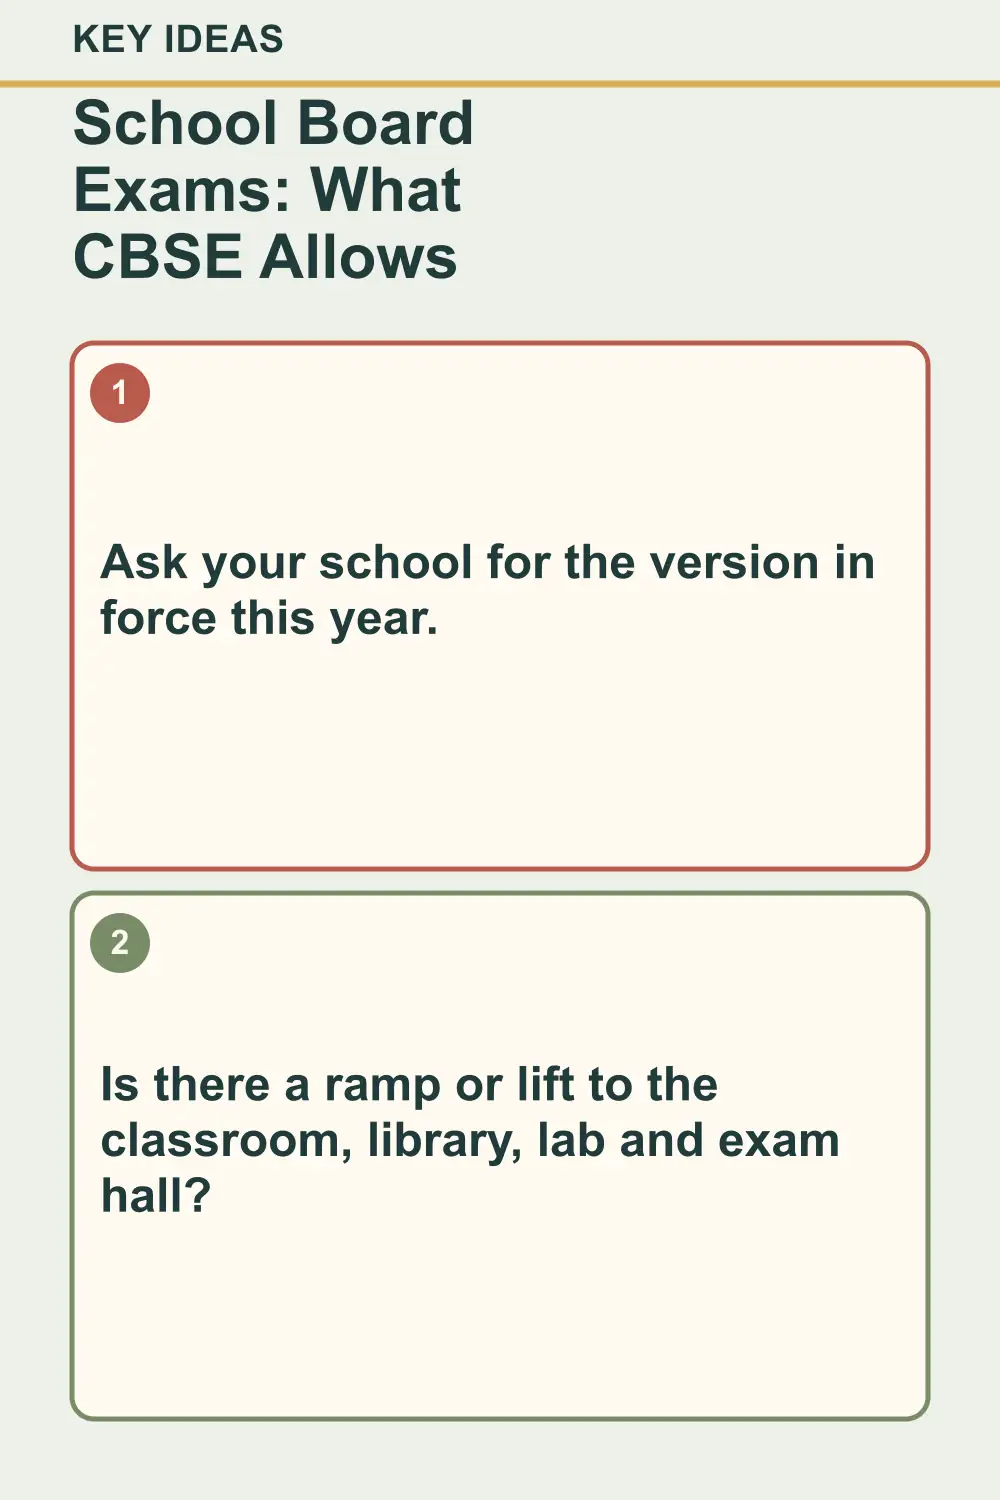 KEY IDEAS
School Board
Exams: What
CBSE Allows
1
Ask your school for the version in
force this year.
2
Is there a ramp or lift to the
classroom, library, lab and exam
hall?